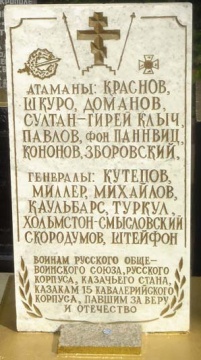 АТАМАНЫ: КРАСНОВ,
ШКУРО, ДОМАНОВ,
СУЛТАН-ГИРЕЙ КЛЫЧ,
ПАВЛОВ, ФОН ПАННВИЦ,
КОНОНОВ, ЗБОРОВСКИЙ,
ГЕНЕРАЛЫ: КУТЕПОВ,
МИЛЛЕР, МИХАЙЛОВ,
КАУЛЬБАРС, ТУРКУЛ,
ХОЛЬМСТОН-СМЫСЛОВСКИЙ
СКОРОДУМОВ, ШТЕЙФОН
ВОИНАМ РУССКОГО ОБЩЕ-
ВОИНСКОГО СОЮЗА, РУССКОГО
КОРПУСА, КАЗАЧЬЕГО СТАНА,
КАЗАКАМ 15 КАВАЛЕРИЙСКОГО
КОРПУСА, ПАВШИМ ЗА ВЕРУ
И ОТЕЧЕСТВО